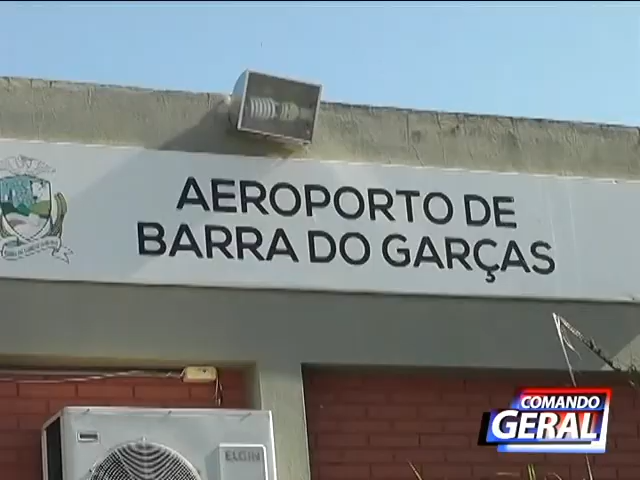 AEROPORTO DE
BARRA DO GARÇAS
ELGIN
COMANDO
GERAL